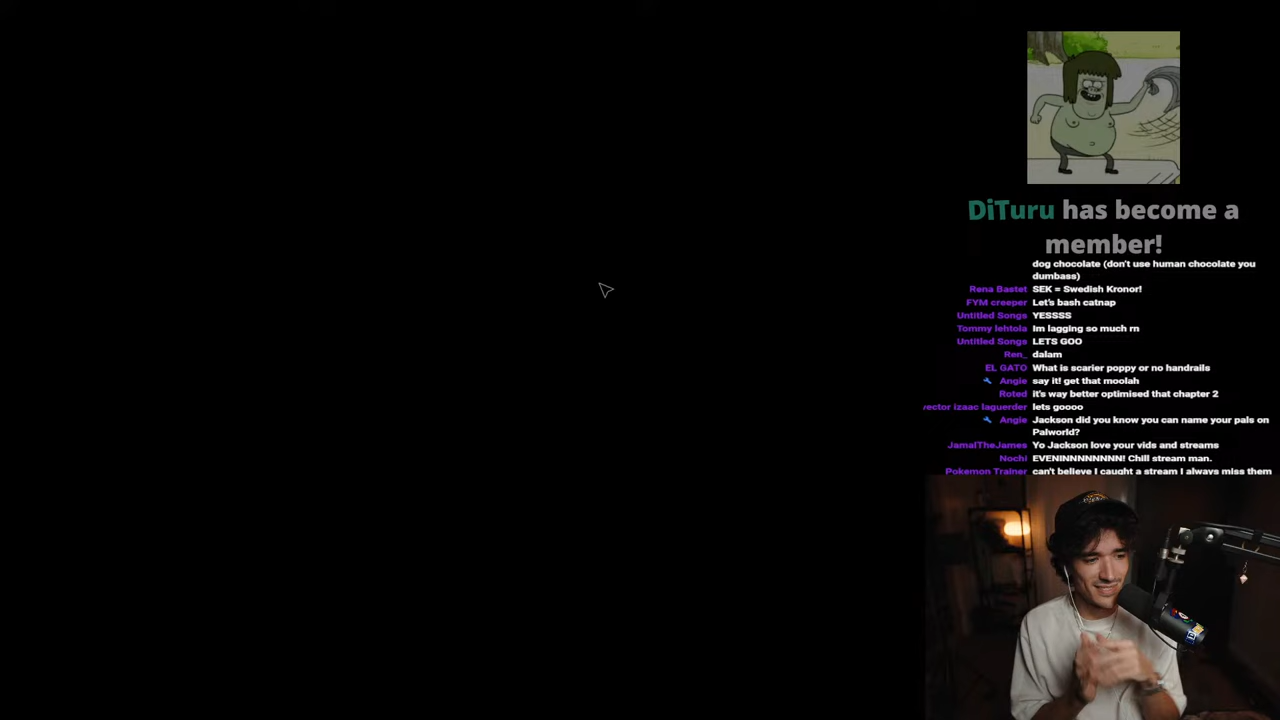 DiTuru has become a
member!
dog chocolate (don't use human chocolate you
dumbass)
Rena Bastet SEK = Swedish Kronor!
FYM creeper Let's bash catnap
Untitled Songs YESSSS
Tommy lehtola Im lagging so much rn
Untitled Songs LETS GOO
Ren_ dalam
EL GATO What is scarier poppy or no handrails
Angie say it! get that moolah
Roted it's way better optimised that chapter 2
vector izaac laguerder lets goooo
Angie Jackson did you know you can name your pals on
Palworld?
JamalTheJames Yo Jackson love your vids and streams
Nochi EVENINNNNNNNN! Chill stream man.
Pokemon Trainer can't believe I caught a stream I always miss them